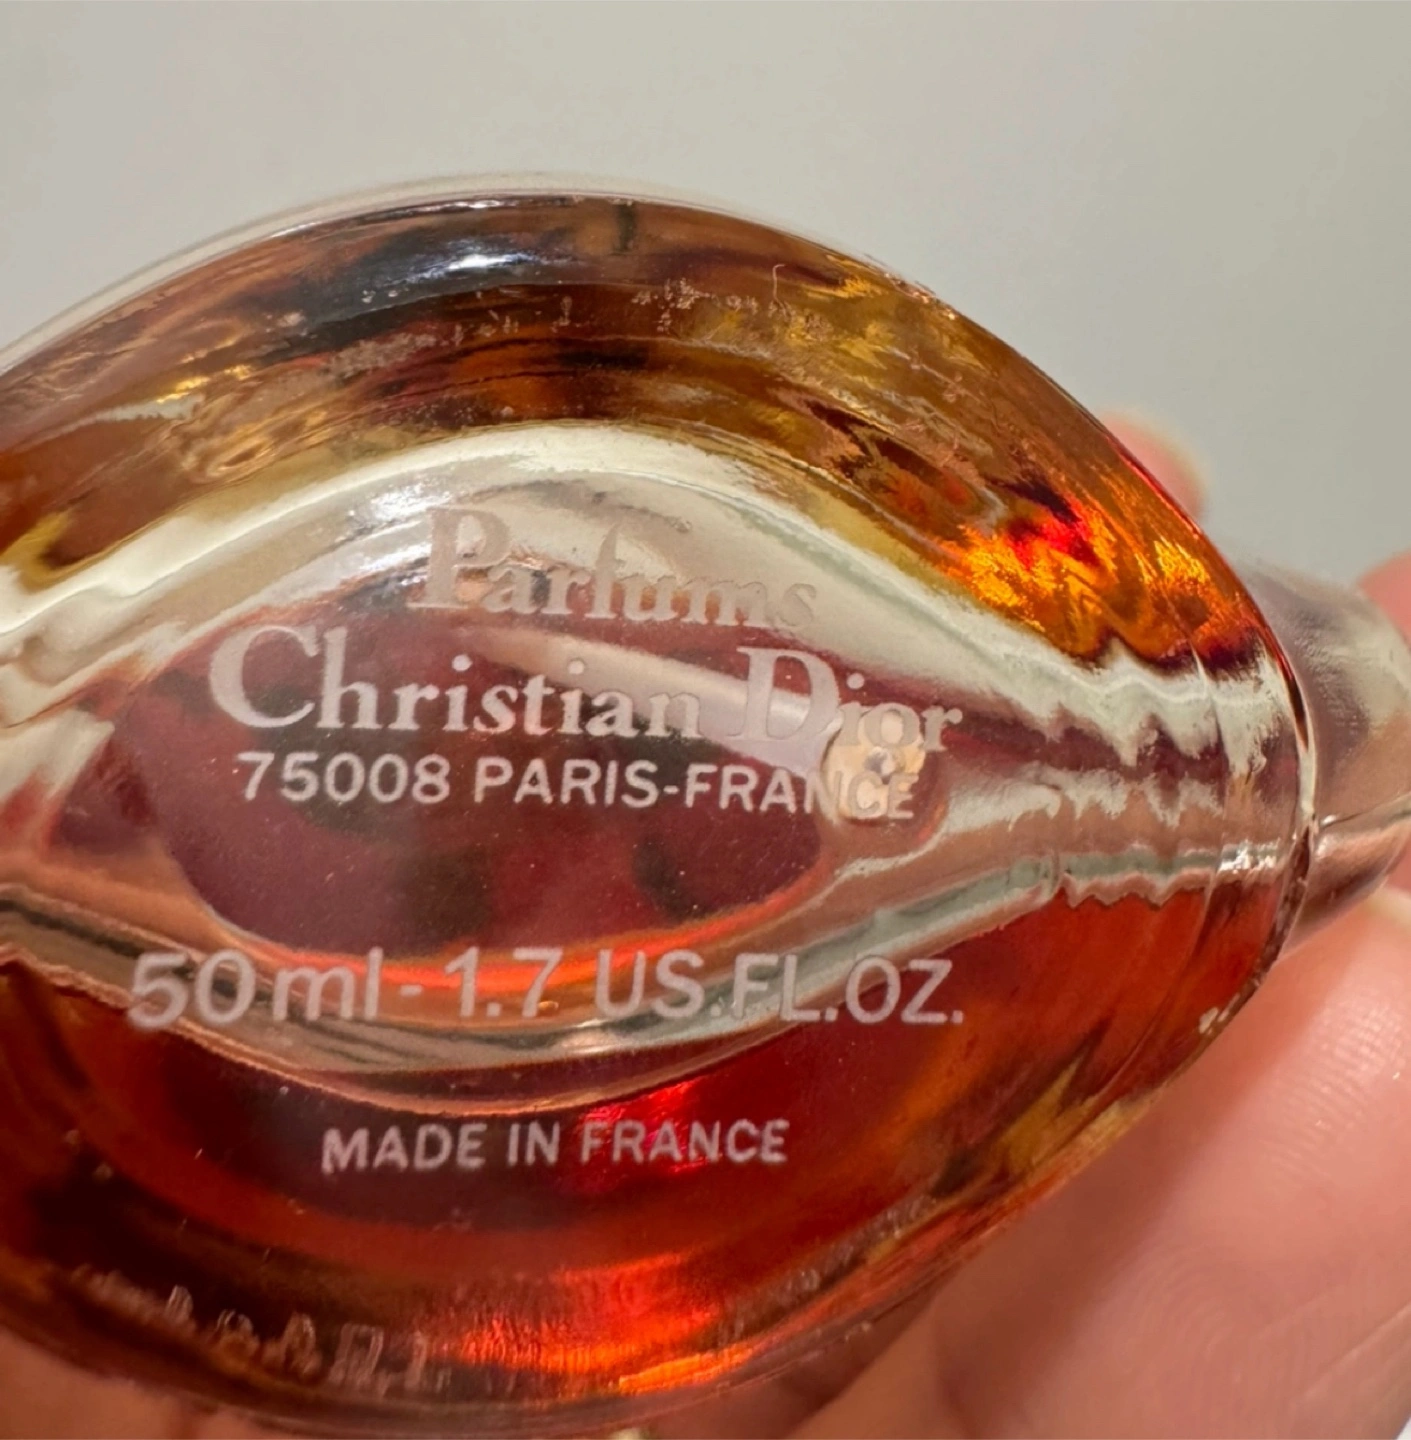 Parfums
Christian Dior
75008 PARIS-FRANCE
50 ml - 1.7 US.FL.OZ.
MADE IN FRANCE